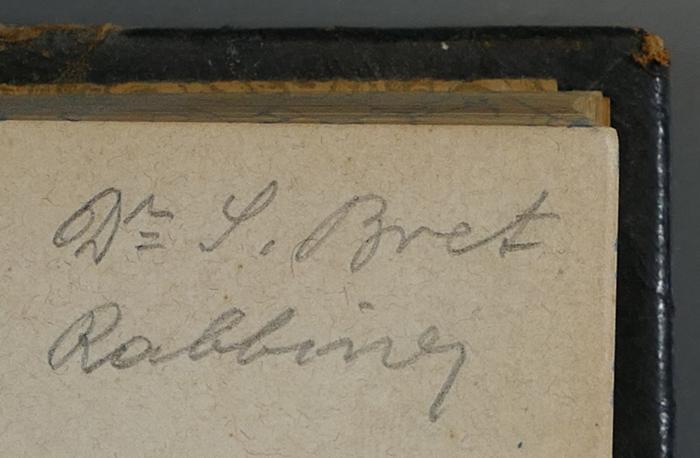 Dr S. Bret
Rabbiner